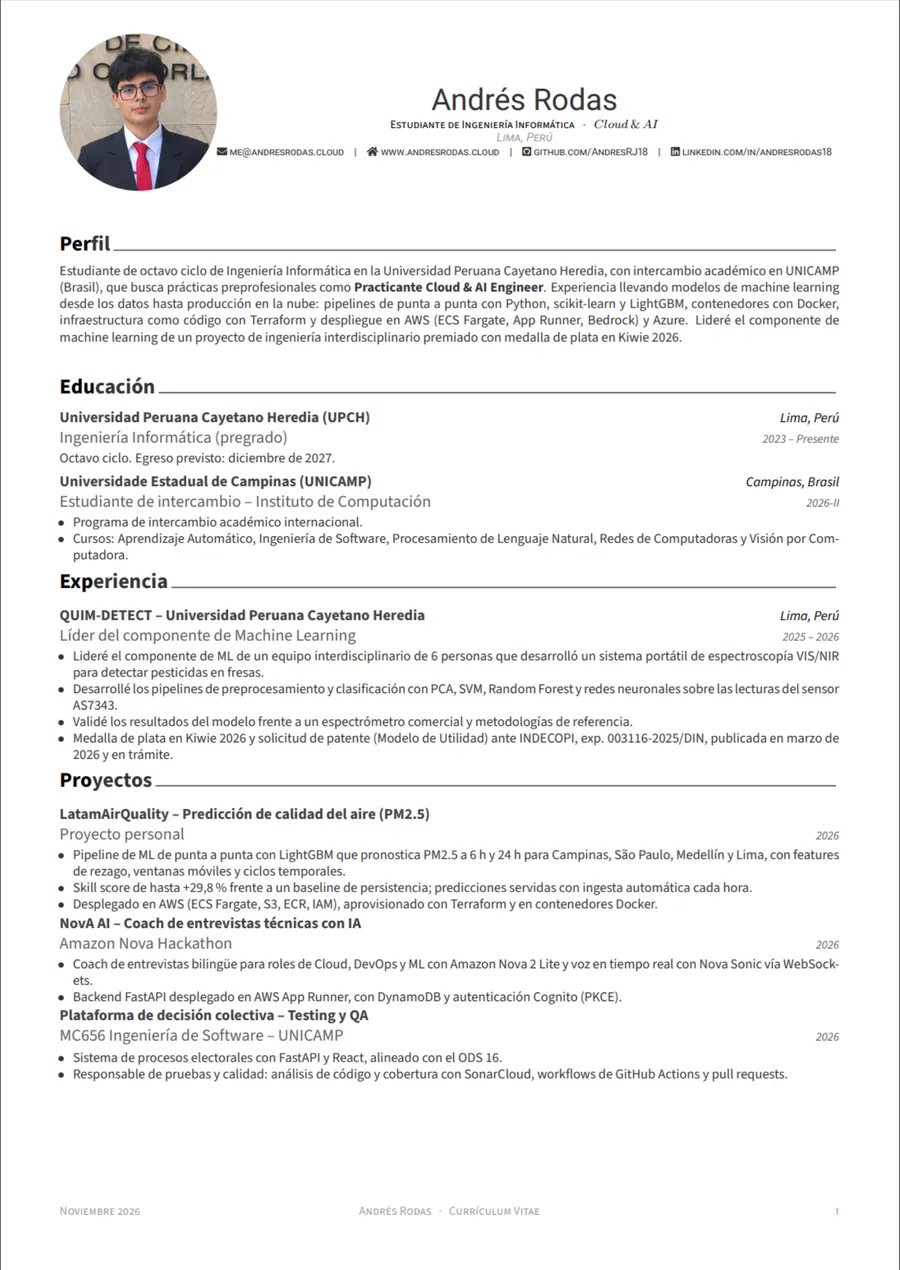 Andrés Rodas
Estudiante de Ingeniería Informática · Cloud & AI
Lima, Perú
me@andresrodas.cloud | www.andresrodas.cloud | github.com/AndresRJ18 | linkedin.com/in/andresrodas18
Perfil
Estudiante de octavo ciclo de Ingeniería Informática en la Universidad Peruana Cayetano Heredia, con intercambio académico en UNICAMP
(Brasil), que busca prácticas preprofesionales como Practicante Cloud & AI Engineer. Experiencia llevando modelos de machine learning
desde los datos hasta producción en la nube: pipelines de punta a punta con Python, scikit-learn y LightGBM, contenedores con Docker,
infraestructura como código con Terraform y despliegue en AWS (ECS Fargate, App Runner, Bedrock) y Azure. Lideré el componente de
machine learning de un proyecto de ingeniería interdisciplinario premiado con medalla de plata en Kiwie 2026.
Educación
Universidad Peruana Cayetano Heredia (UPCH) Lima, Perú
Ingeniería Informática (pregrado) 2023 – Presente
Octavo ciclo. Egreso previsto: diciembre de 2027.
Universidade Estadual de Campinas (UNICAMP) Campinas, Brasil
Estudiante de intercambio – Instituto de Computación 2026-II
• Programa de intercambio académico internacional.
• Cursos: Aprendizaje Automático, Ingeniería de Software, Procesamiento de Lenguaje Natural, Redes de Computadoras y Visión por Com-
putadora.
Experiencia
QUIM-DETECT – Universidad Peruana Cayetano Heredia Lima, Perú
Líder del componente de Machine Learning 2025 – 2026
• Lideré el componente de ML de un equipo interdisciplinario de 6 personas que desarrolló un sistema portátil de espectroscopía VIS/NIR
para detectar pesticidas en fresas.
• Desarrollé los pipelines de preprocesamiento y clasificación con PCA, SVM, Random Forest y redes neuronales sobre las lecturas del sensor
AS7343.
• Validé los resultados del modelo frente a un espectrómetro comercial y metodologías de referencia.
• Medalla de plata en Kiwie 2026 y solicitud de patente (Modelo de Utilidad) ante INDECOPI, exp. 003116-2025/DIN, publicada en marzo de
2026 y en trámite.
Proyectos
LatamAirQuality – Predicción de calidad del aire (PM2.5)
Proyecto personal 2026
• Pipeline de ML de punta a punta con LightGBM que pronostica PM2.5 a 6 h y 24 h para Campinas, São Paulo, Medellín y Lima, con features
de rezago, ventanas móviles y ciclos temporales.
• Skill score de hasta +29,8 % frente a un baseline de persistencia; predicciones servidas con ingesta automática cada hora.
• Desplegado en AWS (ECS Fargate, S3, ECR, IAM), aprovisionado con Terraform y en contenedores Docker.
NovA AI – Coach de entrevistas técnicas con IA
Amazon Nova Hackathon 2026
• Coach de entrevistas bilingüe para roles de Cloud, DevOps y ML con Amazon Nova 2 Lite y voz en tiempo real con Nova Sonic vía WebSock-
ets.
• Backend FastAPI desplegado en AWS App Runner, con DynamoDB y autenticación Cognito (PKCE).
Plataforma de decisión colectiva – Testing y QA
MC656 Ingeniería de Software – UNICAMP 2026
• Sistema de procesos electorales con FastAPI y React, alineado con el ODS 16.
• Responsable de pruebas y calidad: análisis de código y cobertura con SonarCloud, workflows de GitHub Actions y pull requests.
Noviembre 2026 Andrés Rodas · Currículum Vitae 1